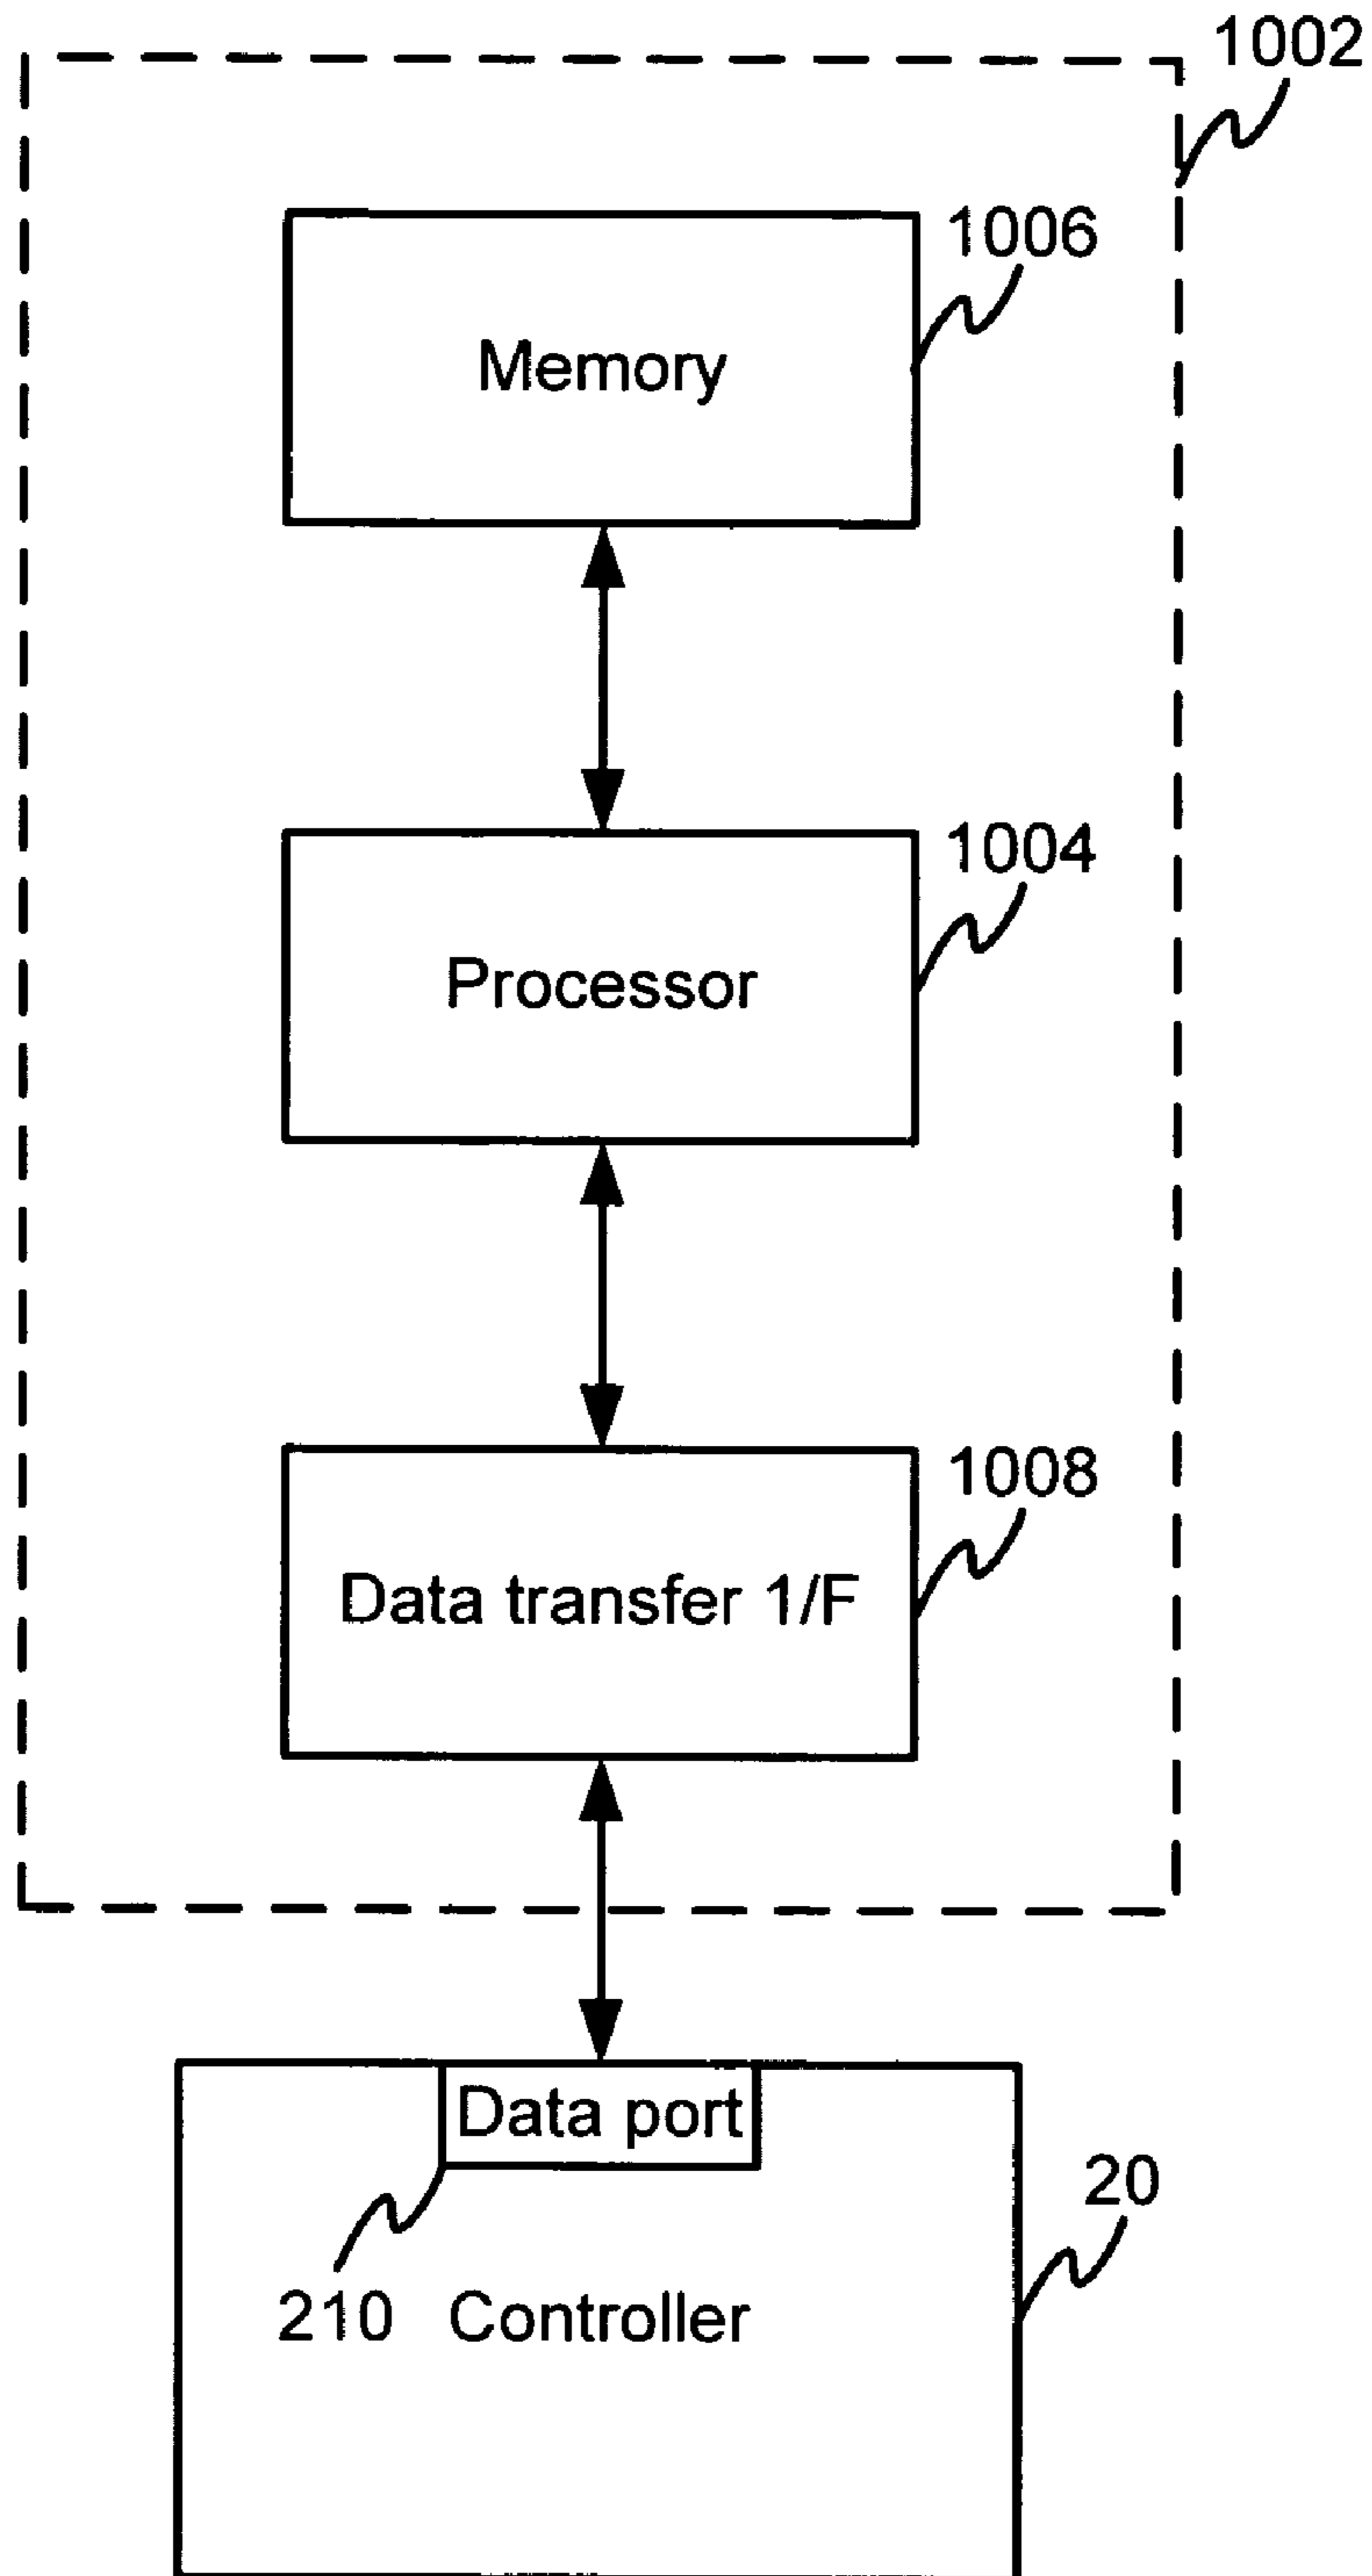 1002
1006
Memory
1004
Processor
1008
Data transfer 1/F
Data port
20
210 Controller